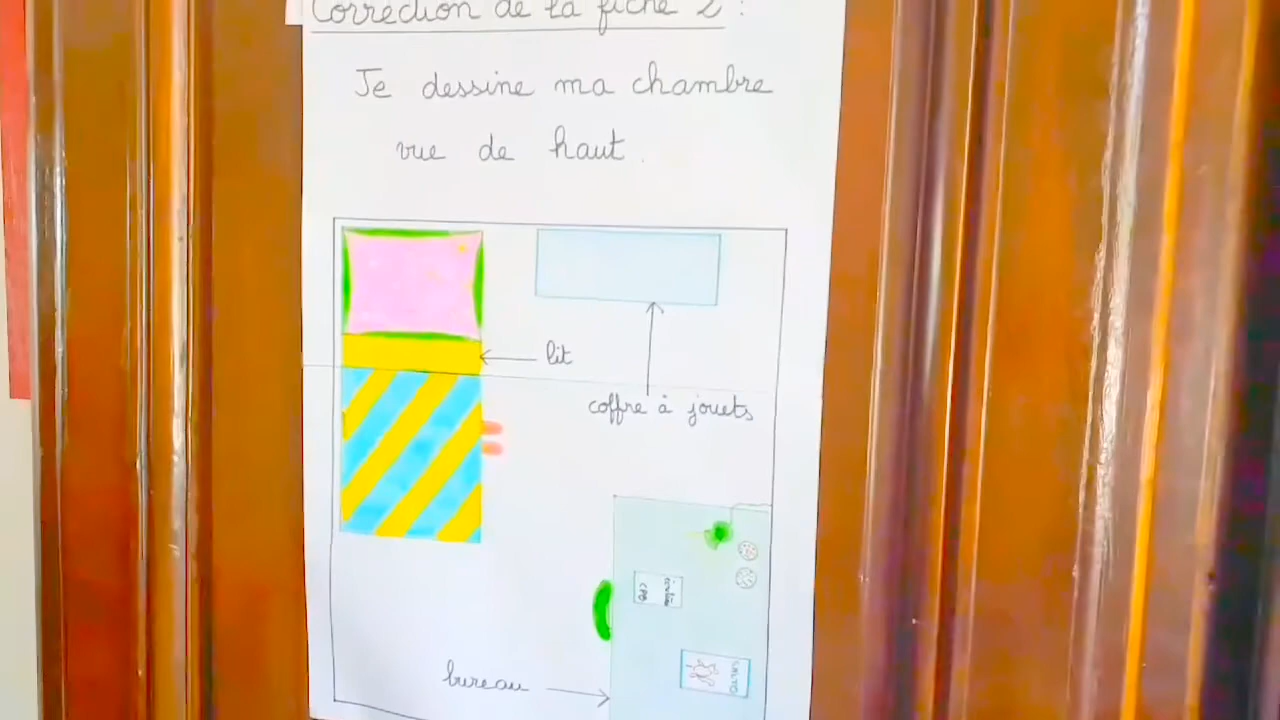 Correction de la fiche 2 :
Je dessine ma chambre
vue de haut.
lit
coffre à jouets
bureau